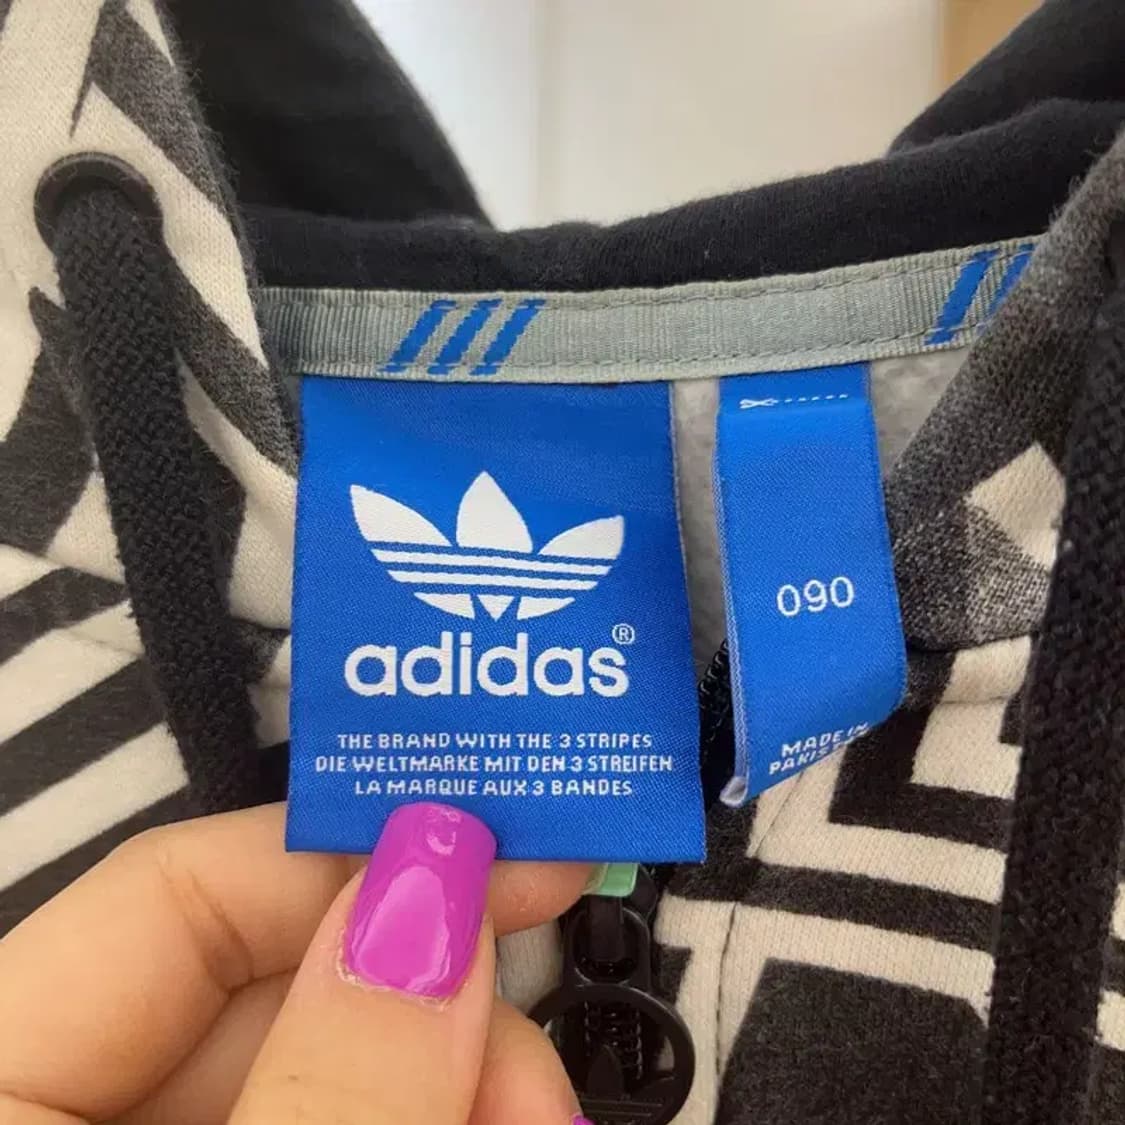 adidas®
THE BRAND WITH THE 3 STRIPES
DIE WELTMARKE MIT DEN 3 STREIFEN
LA MARQUE AUX 3 BANDES
090
MADE IN